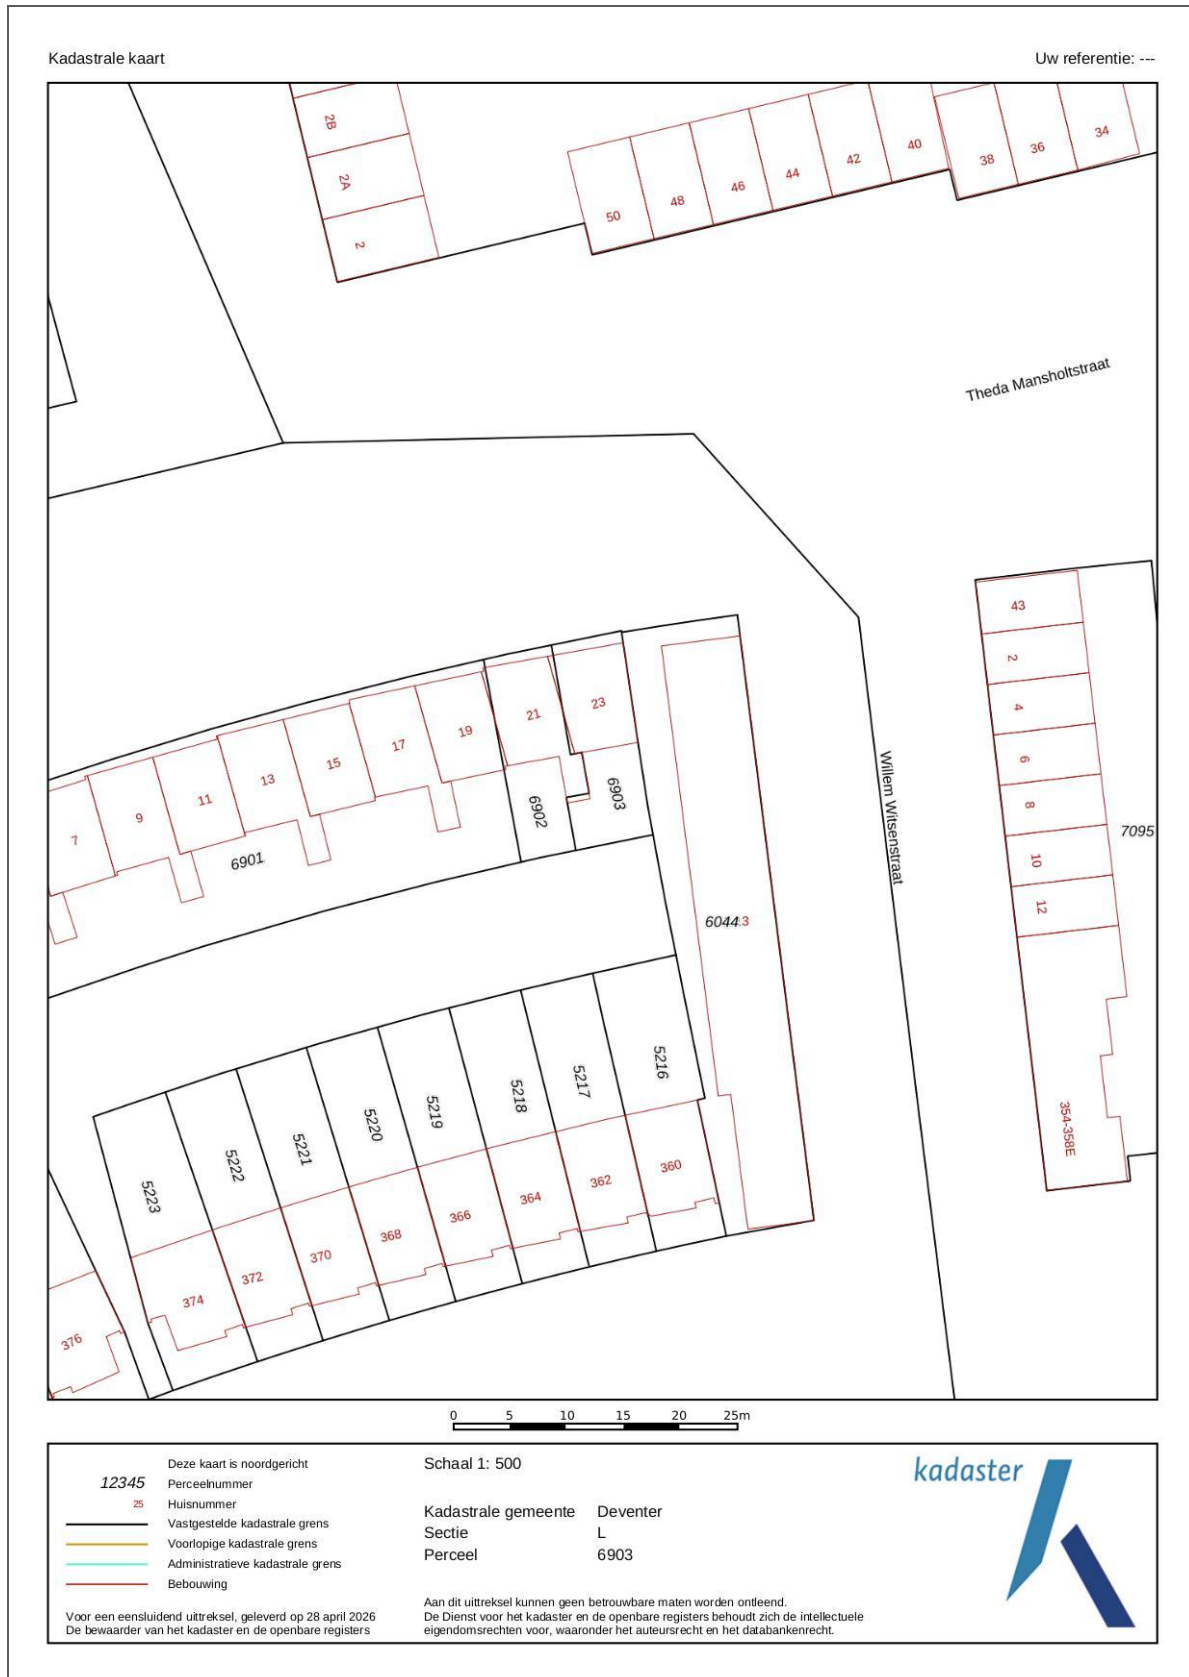 Kadastrale kaart
Uw referentie: ---
2B
2A
2
50
48
46
44
42
40
38
36
34
Theda Mansholtstraat
43
2
4
6
8
10
12
354-358E
7095
Willem Witsenstraat
7
9
11
13
15
17
19
21
23
6901
6902
6903
6044
3
5223
5222
5221
5220
5219
5218
5217
5216
376
374
372
370
368
366
364
362
360
0 5 10 15 20 25m
Deze kaart is noordgericht
12345 Perceelnummer
25 Huisnummer
Vastgestelde kadastrale grens
Voorlopige kadastrale grens
Administratieve kadastrale grens
Bebouwing
Voor een eensluidend uittreksel, geleverd op 28 april 2026
De bewaarder van het kadaster en de openbare registers
Schaal 1: 500
Kadastrale gemeente Deventer
Sectie L
Perceel 6903
Aan dit uittreksel kunnen geen betrouwbare maten worden ontleend.
De Dienst voor het kadaster en de openbare registers behoudt zich de intellectuele
eigendomsrechten voor, waaronder het auteursrecht en het databankenrecht.
kadaster